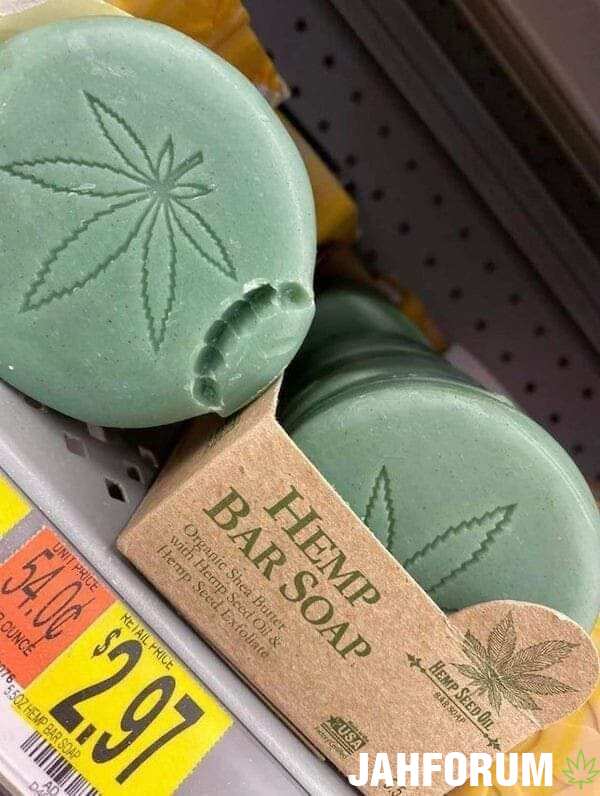 HEMP
BAR SOAP
Organic Shea Butter
with Hemp Seed Oil &
Hemp Seed Exfoliate
HEMP SEED OIL
BAR SOAP
USA
UNIT PRICE
54.0¢
OUNCE
RETAIL PRICE
$2.97
5.5OZ HEMP BAR SOAP
JAHFORUM